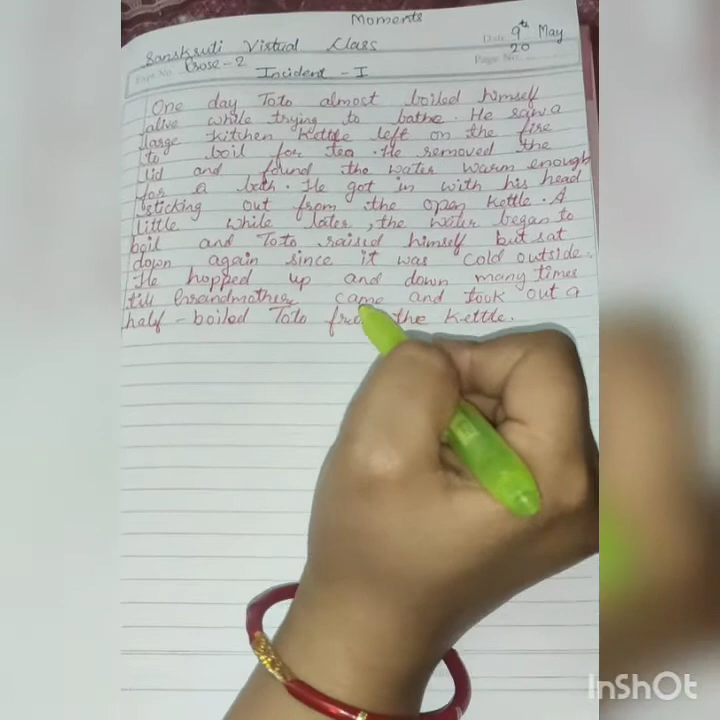 Moments
Date 9th May
20
Sanskruti Virtual Class
Expt. No. Prose-2
Page No.
Incident - I
One day Toto almost boiled himself
alive while trying to bathe. He saw a
large kitchen kettle left on the fire
to boil for tea. He removed the
lid and found the water warm enough
for a bath. He got in with his head
sticking out from the open kettle. A
little while later, the water began to
boil and Toto raised himself but sat
down again since it was cold outside.
He hopped up and down many times
till Grandmother came and took out a
half-boiled Toto the kettle.
InShOt